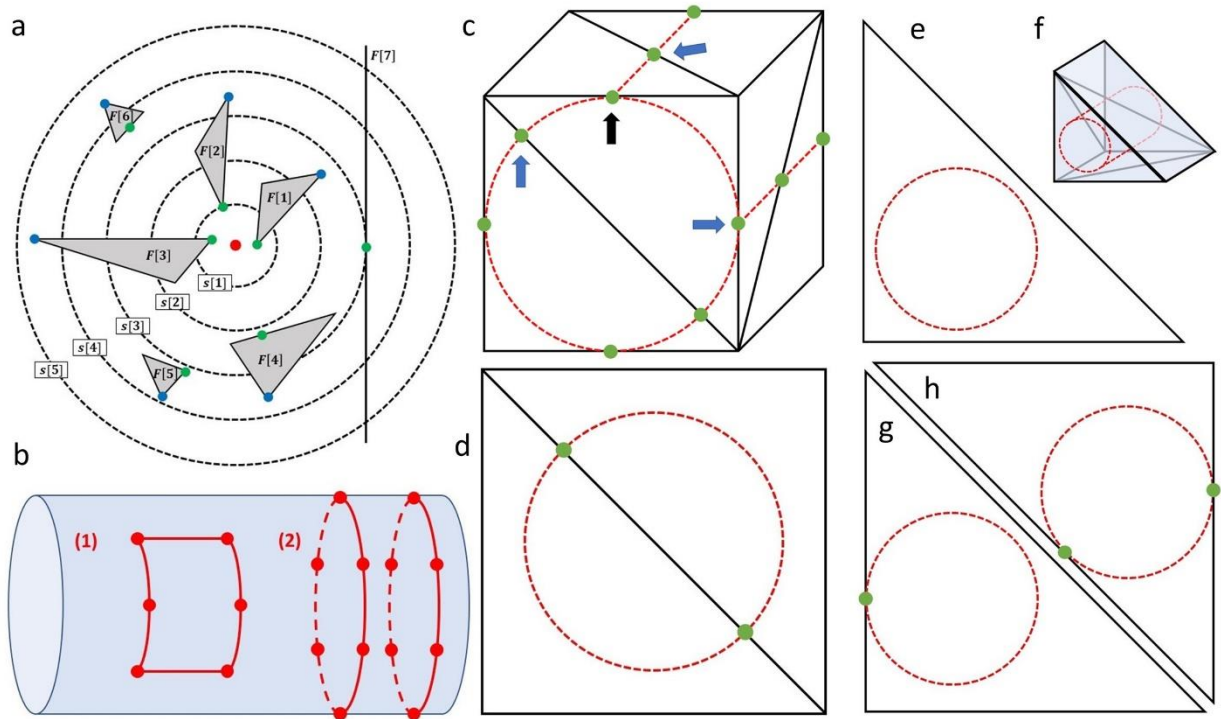 a
F[7]
F[6]
F[2]
F[1]
F[3]
s[1]
s[2]
s[3]
s[4]
s[5]
F[4]
F[5]
b
(1)
(2)
c
d
e
f
g
h